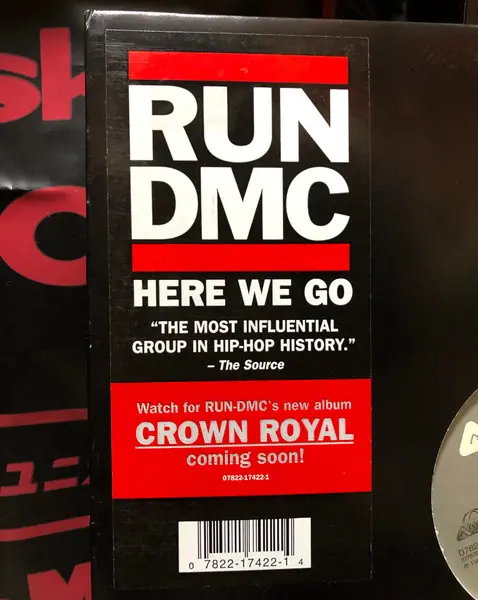 RUN
DMC
HERE WE GO
“THE MOST INFLUENTIAL
GROUP IN HIP-HOP HISTORY.”
– The Source
Watch for RUN-DMC's new album
CROWN ROYAL
coming soon!
07822-17422-1
0 7822-17422-1 4